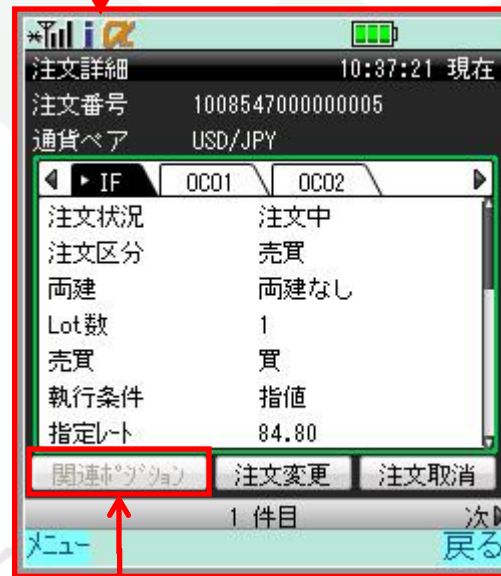 i α
注文詳細 10:37:21 現在
注文番号 1008547000000005
通貨ペア USD/JPY
IF OCO1 OCO2
注文状況 注文中
注文区分 売買
両建 両建なし
Lot数 1
売買 買
執行条件 指値
指定ﾚｰﾄ 84.80
関連ﾎﾟｼﾞｼｮﾝ 注文変更 注文取消
1 件目 次
ﾒﾆｭｰ 戻る